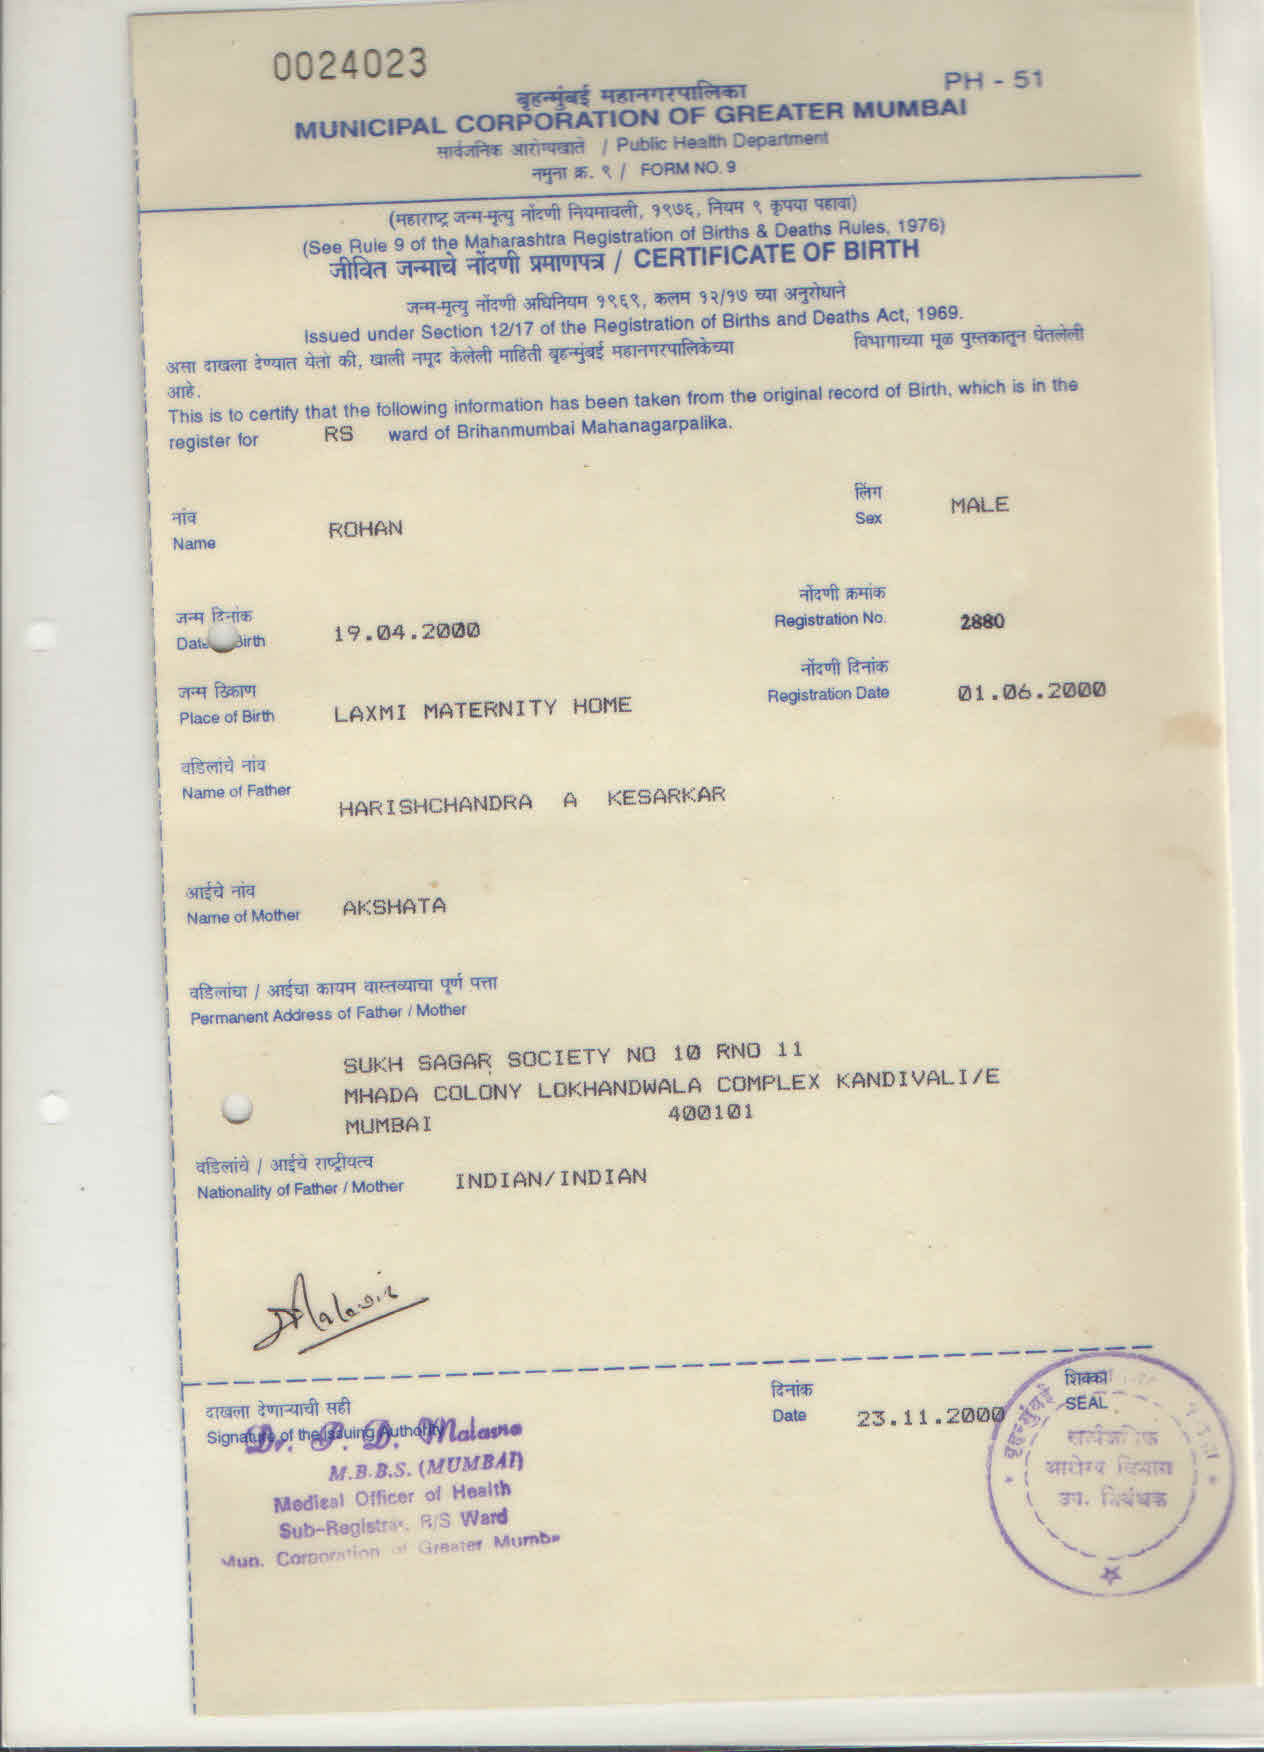 0024023
PH - 51
बृहन्मुंबई महानगरपालिका
MUNICIPAL CORPORATION OF GREATER MUMBAI
सार्वजनिक आरोग्यखाते / Public Health Department
नमुना क्र. ९ / FORM NO. 9
(महाराष्ट्र जन्म-मृत्यु नोंदणी नियमावली, १९७६, नियम ९ कृपया पहावा)
(See Rule 9 of the Maharashtra Registration of Births & Deaths Rules, 1976)
जीवित जन्माचे नोंदणी प्रमाणपत्र / CERTIFICATE OF BIRTH
जन्म-मृत्यु नोंदणी अधिनियम १९६९, कलम १२/१७ च्या अनुरोधाने
Issued under Section 12/17 of the Registration of Births and Deaths Act, 1969.
असा दाखला देण्यात येतो की, खाली नमूद केलेली माहिती बृहन्मुंबई महानगरपालिकेच्या विभागाच्या मूळ पुस्तकातुन घेतलेली
आहे.
This is to certify that the following information has been taken from the original record of Birth, which is in the
register for RS ward of Brihanmumbai Mahanagarpalika.
नांव लिंग
Name ROHAN Sex MALE
जन्म दिनांक नोंदणी क्रमांक
Date Birth 19.04.2000 Registration No. 2880
जन्म ठिकाण नोंदणी दिनांक
Place of Birth LAXMI MATERNITY HOME Registration Date 01.06.2000
वडिलांचे नांव
Name of Father HARISHCHANDRA A KESARKAR
आईचे नांव
Name of Mother AKSHATA
वडिलांचा / आईचा कायम वास्तव्याचा पूर्ण पत्ता
Permanent Address of Father / Mother
SUKH SAGAR SOCIETY NO 10 RNO 11
MHADA COLONY LOKHANDWALA COMPLEX KANDIVALI/E
MUMBAI 400101
वडिलांचे / आईचे राष्ट्रीयत्व
Nationality of Father / Mother INDIAN/INDIAN
दाखला देणाऱ्याची सही दिनांक शिक्का
Signature of the Issuing Authority Date 23.11.2000 SEAL
Dr. P. D.
M.B.B.S. (MUMBAI)
Medical Officer of Health
Sub-Registrar, R/S Ward
Mun. Corporation of Greater Mumba
बृहन्मुंबई
सार्वजनिक
आरोग्य विभाग
उप. निबंधक